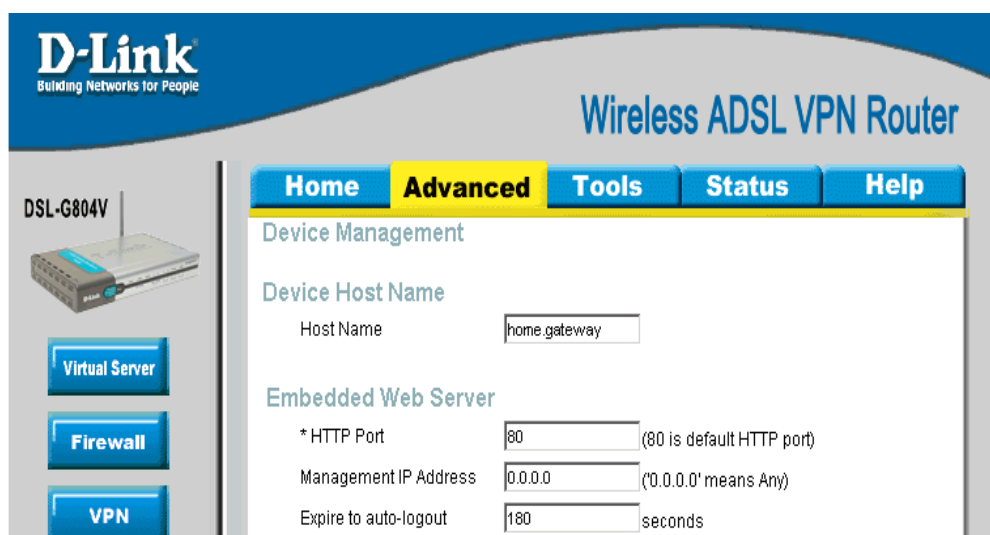 D-Link
Building Networks for People
Wireless ADSL VPN Router
Home Advanced Tools Status Help
DSL-G804V
Device Management
Device Host Name
Host Name home.gateway
Virtual Server
Embedded Web Server
* HTTP Port 80 (80 is default HTTP port)
Firewall
Management IP Address 0.0.0.0 ('0.0.0.0' means Any)
VPN
Expire to auto-logout 180 seconds